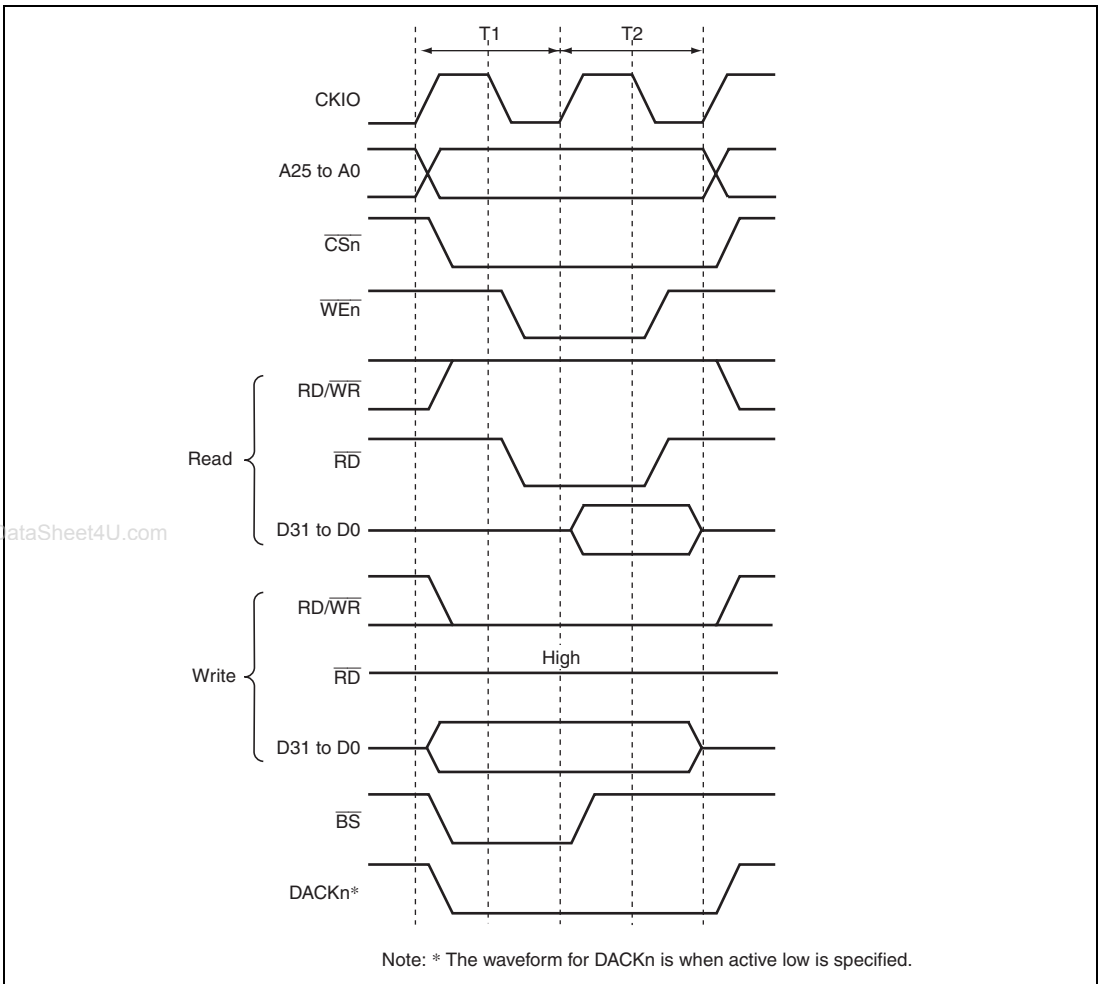 T1 T2
CKIO
A25 to A0
CSn
WEn
RD/WR
Read
RD
D31 to D0
DataSheet4U.com
RD/WR
High
Write
RD
D31 to D0
BS
DACKn*
Note: * The waveform for DACKn is when active low is specified.